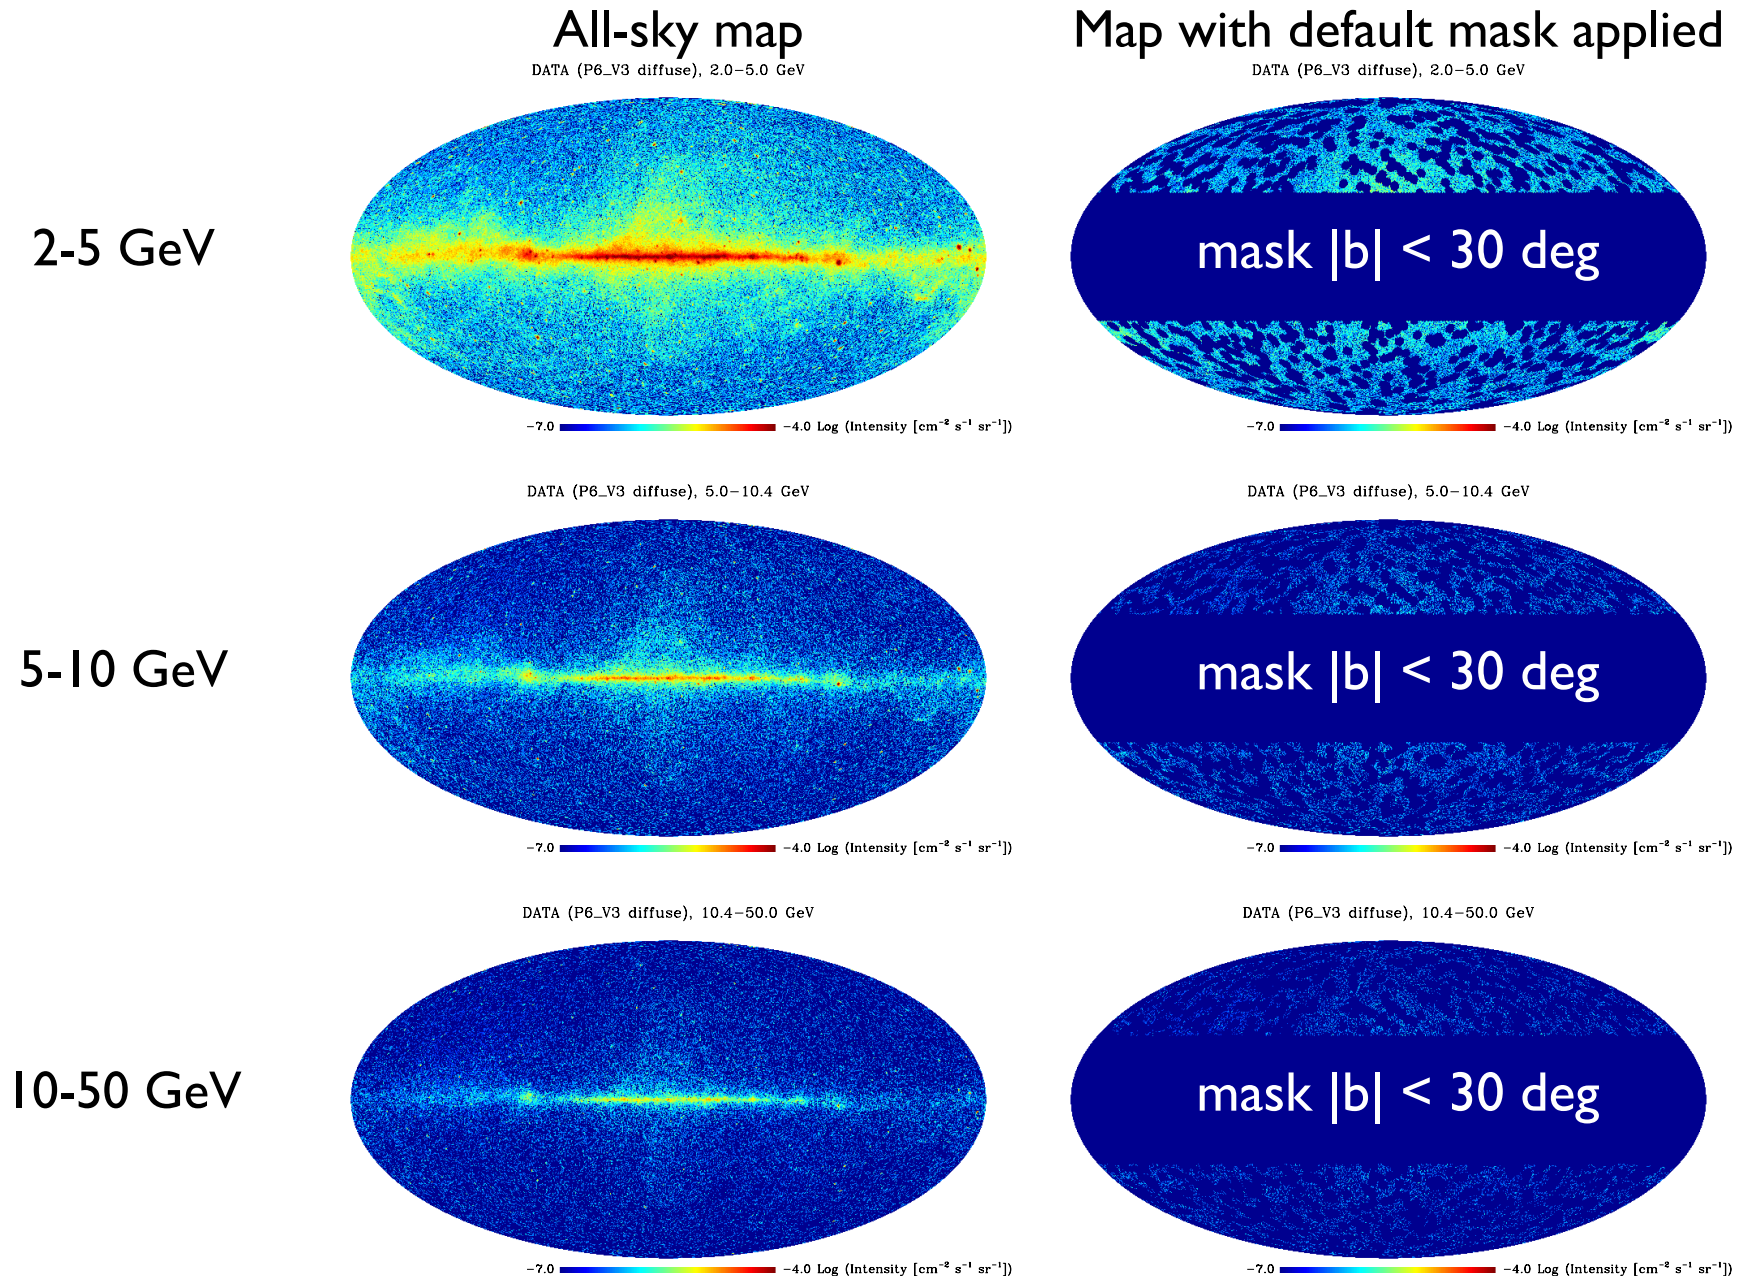 All-sky map Map with default mask applied
DATA (P6_V3 diffuse), 2.0−5.0 GeV DATA (P6_V3 diffuse), 2.0−5.0 GeV
2-5 GeV mask |b| < 30 deg
−7.0 −4.0 Log (Intensity [cm⁻² s⁻¹ sr⁻¹]) −7.0 −4.0 Log (Intensity [cm⁻² s⁻¹ sr⁻¹])
DATA (P6_V3 diffuse), 5.0−10.4 GeV DATA (P6_V3 diffuse), 5.0−10.4 GeV
5-10 GeV mask |b| < 30 deg
−7.0 −4.0 Log (Intensity [cm⁻² s⁻¹ sr⁻¹]) −7.0 −4.0 Log (Intensity [cm⁻² s⁻¹ sr⁻¹])
DATA (P6_V3 diffuse), 10.4−50.0 GeV DATA (P6_V3 diffuse), 10.4−50.0 GeV
10-50 GeV mask |b| < 30 deg
−7.0 −4.0 Log (Intensity [cm⁻² s⁻¹ sr⁻¹]) −7.0 −4.0 Log (Intensity [cm⁻² s⁻¹ sr⁻¹])